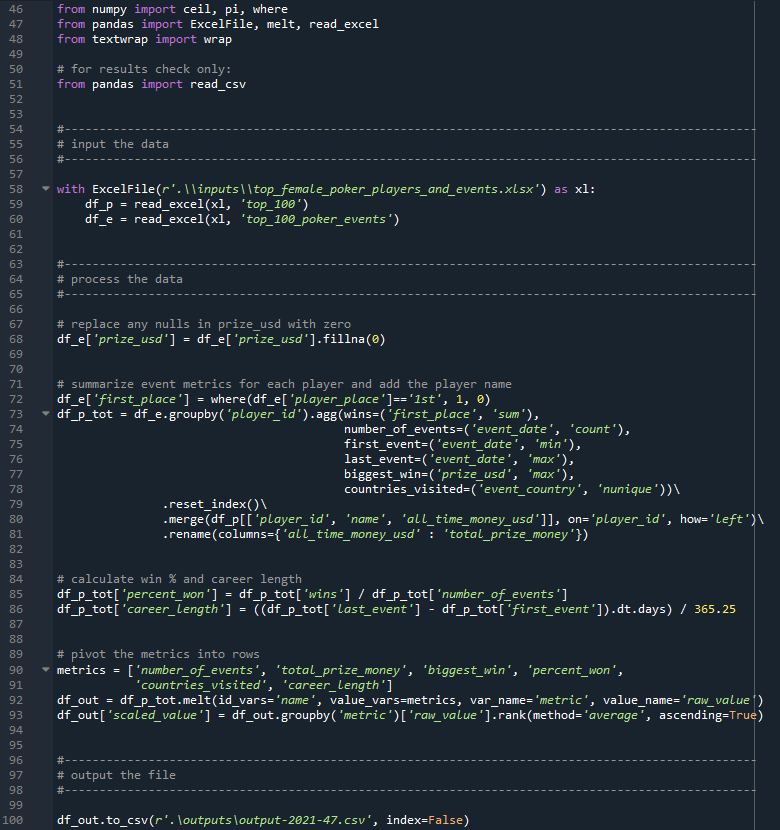 46 from numpy import ceil, pi, where
47 from pandas import ExcelFile, melt, read_excel
48 from textwrap import wrap
49
50 # for results check only:
51 from pandas import read_csv
52
53
54 #---------------------------------------------------------------------------------------------------
55 # input the data
56 #---------------------------------------------------------------------------------------------------
57
58 with ExcelFile(r'.\\inputs\\top_female_poker_players_and_events.xlsx') as xl:
59     df_p = read_excel(xl, 'top_100')
60     df_e = read_excel(xl, 'top_100_poker_events')
61
62
63 #---------------------------------------------------------------------------------------------------
64 # process the data
65 #---------------------------------------------------------------------------------------------------
66
67 # replace any nulls in prize_usd with zero
68 df_e['prize_usd'] = df_e['prize_usd'].fillna(0)
69
70
71 # summarize event metrics for each player and add the player name
72 df_e['first_place'] = where(df_e['player_place']=='1st', 1, 0)
73 df_p_tot = df_e.groupby('player_id').agg(wins=('first_place', 'sum'),
74                                          number_of_events=('event_date', 'count'),
75                                          first_event=('event_date', 'min'),
76                                          last_event=('event_date', 'max'),
77                                          biggest_win=('prize_usd', 'max'),
78                                          countries_visited=('event_country', 'nunique'))\
79                .reset_index()\
80                .merge(df_p[['player_id', 'name', 'all_time_money_usd']], on='player_id', how='left')\
81                .rename(columns={'all_time_money_usd' : 'total_prize_money'})
82
83
84 # calculate win % and career length
85 df_p_tot['percent_won'] = df_p_tot['wins'] / df_p_tot['number_of_events']
86 df_p_tot['career_length'] = ((df_p_tot['last_event'] - df_p_tot['first_event']).dt.days) / 365.25
87
88
89 # pivot the metrics into rows
90 metrics = ['number_of_events', 'total_prize_money', 'biggest_win', 'percent_won',
91            'countries_visited', 'career_length']
92 df_out = df_p_tot.melt(id_vars='name', value_vars=metrics, var_name='metric', value_name='raw_value')
93 df_out['scaled_value'] = df_out.groupby('metric')['raw_value'].rank(method='average', ascending=True)
94
95
96 #---------------------------------------------------------------------------------------------------
97 # output the file
98 #---------------------------------------------------------------------------------------------------
99
100 df_out.to_csv(r'.\outputs\output-2021-47.csv', index=False)